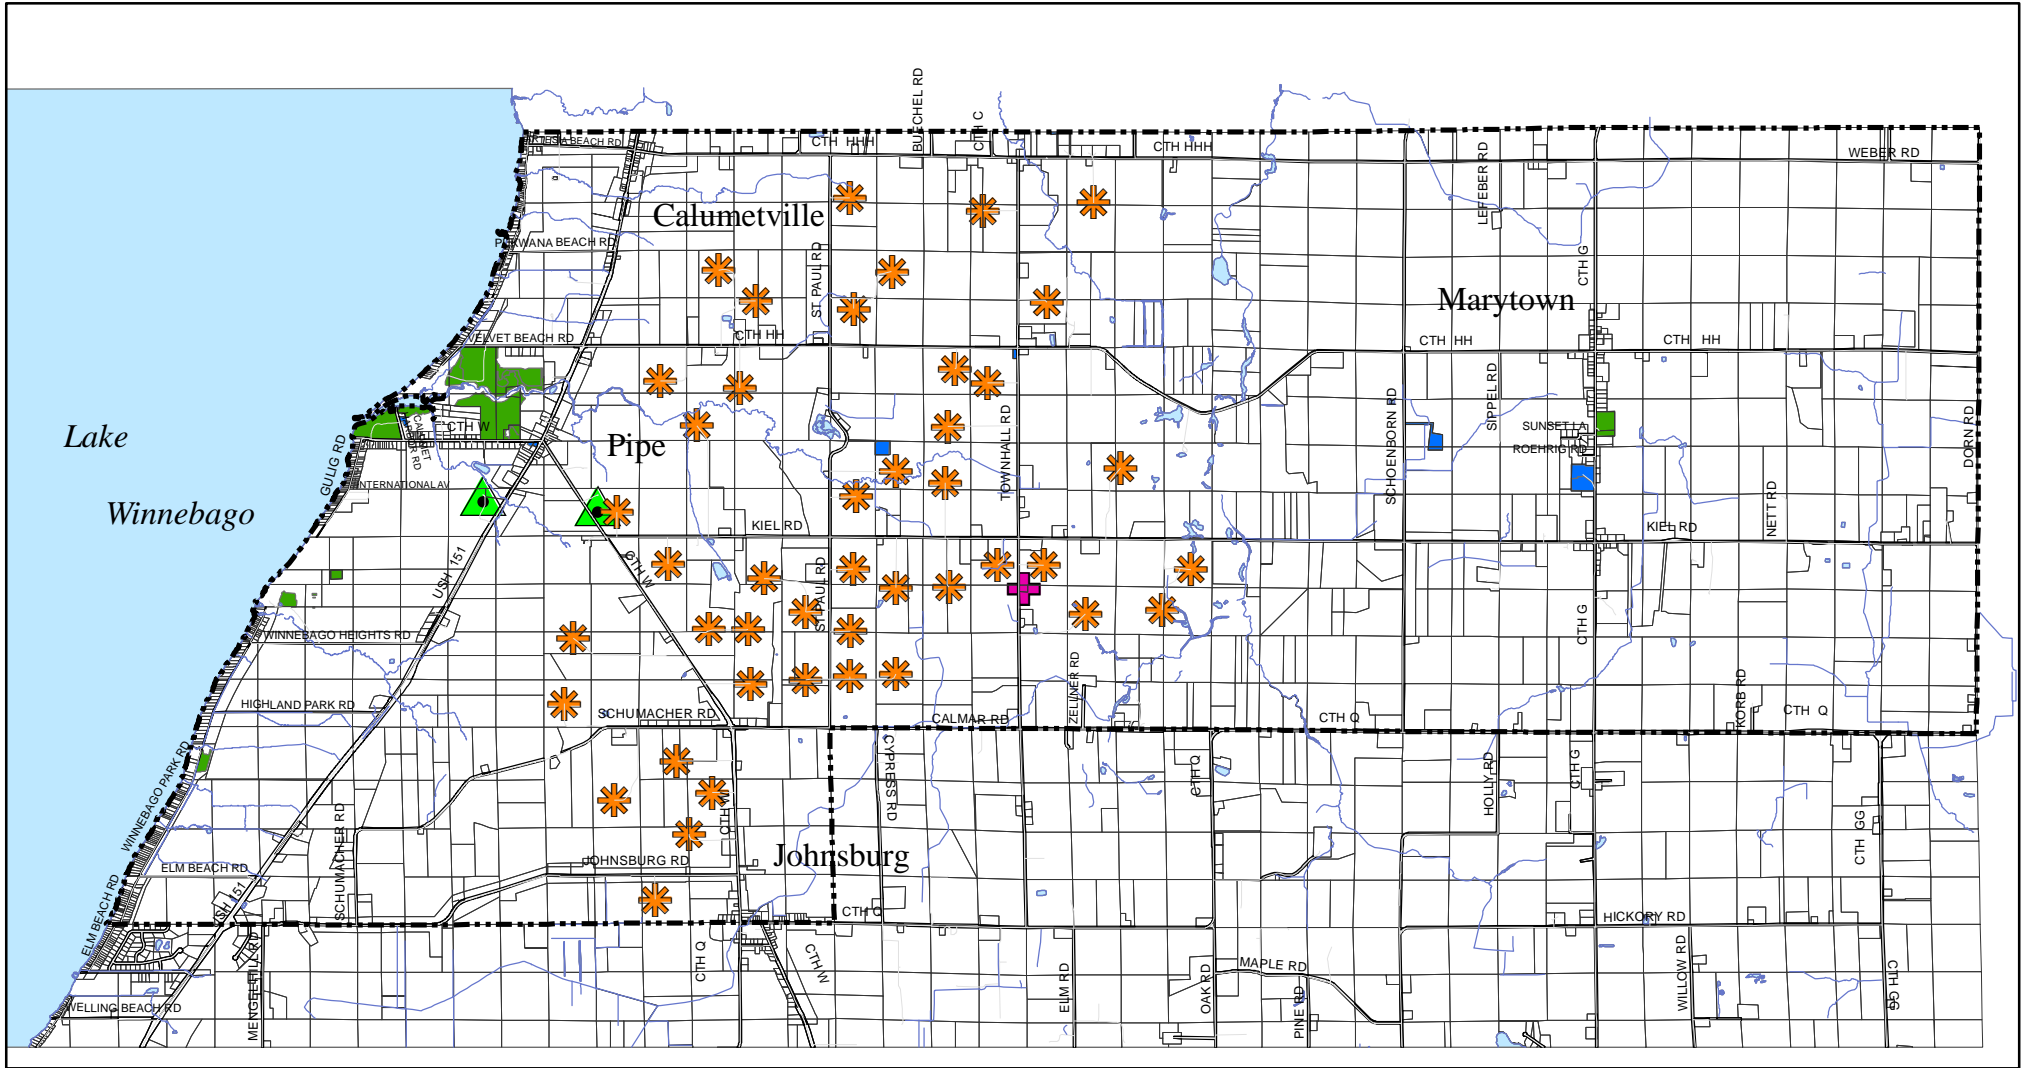 BUECHEL RD
CTH C
CTH HHH
CTH HHH
LEFEBER RD
WEBER RD
Calumetville
PUKWANA BEACH RD
ST PAUL RD
CTH G
Marytown
VELVET BEACH RD
CTH HH
CTH HH
CTH HH
SIPPEL RD
SCHOENBORN RD
TOWNHALL RD
DORN RD
Lake
CTH W
Pipe
SUNSET LA
ROEHRIG RD
GULIG RD
INTERNATIONAL AV
Winnebago
KIEL RD
KIEL RD
NETT RD
USH 151
CTH W
ST PAUL RD
CTH G
WINNEBAGO HEIGHTS RD
ZELLNER RD
KORB RD
HIGHLAND PARK RD
SCHUMACHER RD
CALMAR RD
CTH Q
CTH Q
WINNEBAGO PARK RD
CYPRESS RD
CTH Q
HOLLY RD
CTH G
CTH W
SCHUMACHER RD
CTH GG
JOHNSBURG RD
Johnsburg
ELM BEACH RD
ELM BEACH RD
CTH Q
HICKORY RD
MENGEL HILL RD
CTH Q
CTH W
ELM RD
OAK RD
MAPLE RD
PINE RD
WILLOW RD
CTH GG
WELLING BEACH RD